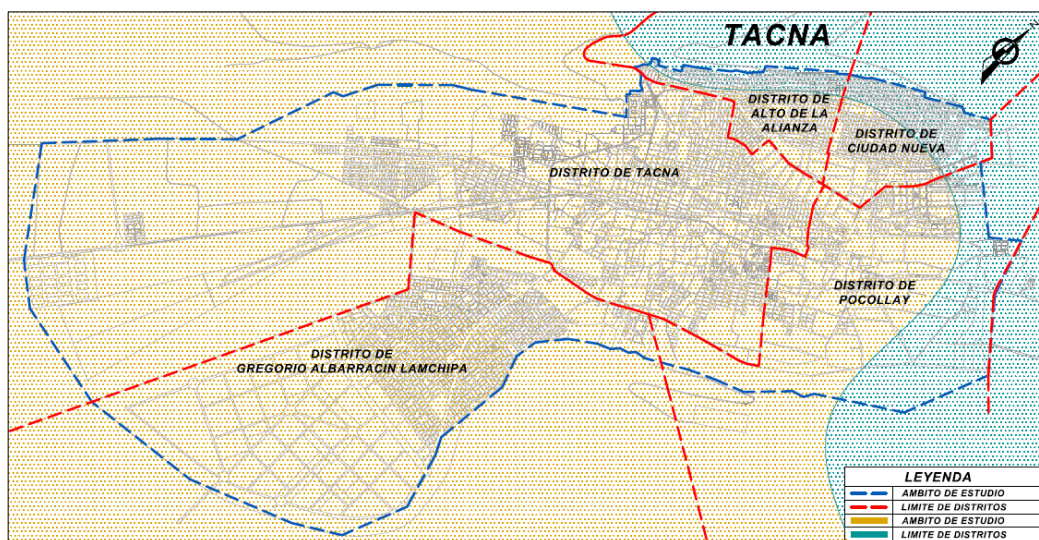 TACNA
N
DISTRITO DE
ALTO DE LA
ALIANZA
DISTRITO DE
CIUDAD NUEVA
DISTRITO DE TACNA
DISTRITO DE
POCOLLAY
DISTRITO DE
GREGORIO ALBARRACIN LAMCHIPA
LEYENDA
AMBITO DE ESTUDIO
LIMITE DE DISTRITOS
AMBITO DE ESTUDIO
LIMITE DE DISTRITOS